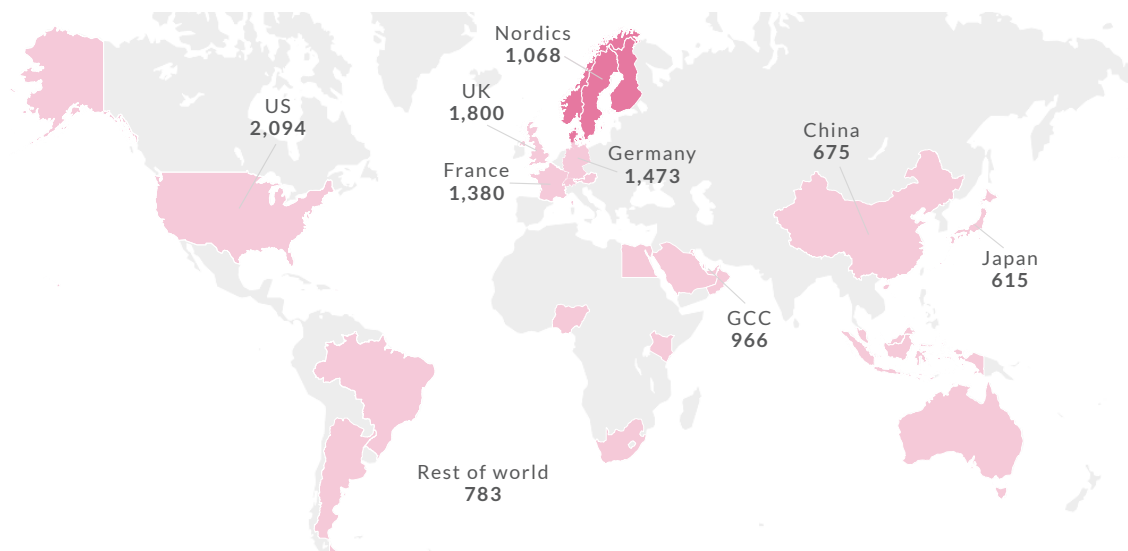 Nordics
1,068
UK
1,800
US
2,094
China
675
Germany
1,473
France
1,380
Japan
615
GCC
966
Rest of world
783